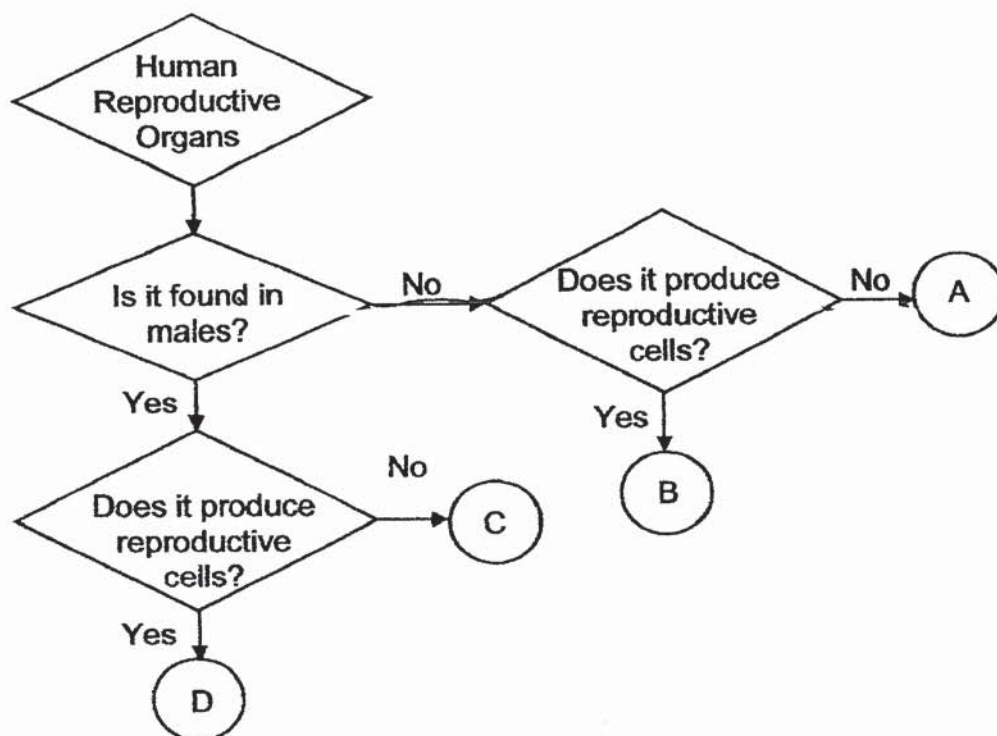 Human
Reproductive
Organs
Is it found in
males?
No
Does it produce
reproductive
cells?
No
A
Yes
B
Yes
Does it produce
reproductive
cells?
No
C
Yes
D